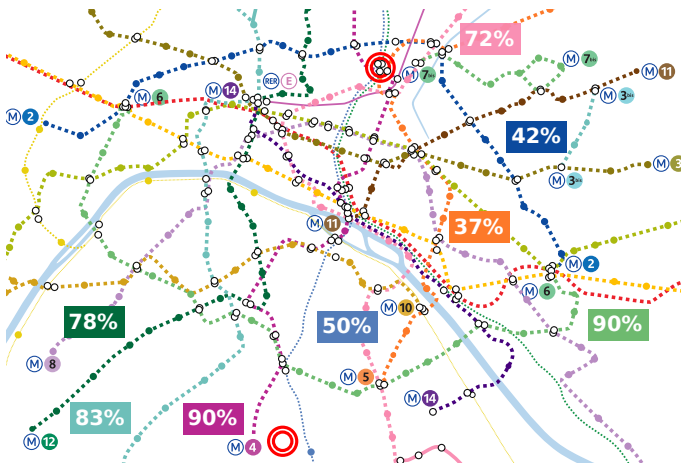 72%
M 7bis
M 7bis
M 11
RER E
M 14
M 6
M 3bis
M 2
42%
M 3
M 3bis
M 11
37%
M 2
M 6
78%
50%
M 10
90%
M 8
M 5
83%
90%
M 14
M 12
M 4